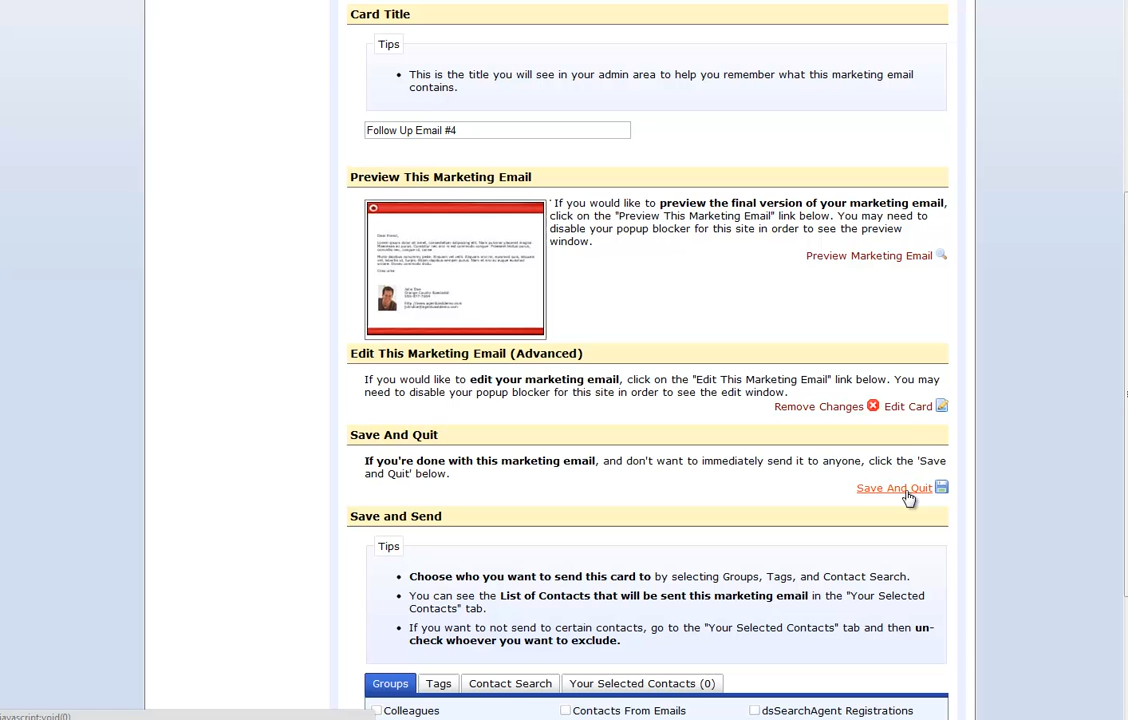 Card Title
Tips
This is the title you will see in your admin area to help you remember what this marketing email
contains.
Follow Up Email #4
Preview This Marketing Email
If you would like to preview the final version of your marketing email,
click on the "Preview This Marketing Email" link below. You may need to
disable your popup blocker for this site in order to see the preview
window.
Preview Marketing Email
Edit This Marketing Email (Advanced)
If you would like to edit your marketing email, click on the "Edit This Marketing Email" link below. You may
need to disable your popup blocker for this site in order to see the edit window.
Remove Changes Edit Card
Save And Quit
If you're done with this marketing email, and don't want to immediately send it to anyone, click the 'Save
and Quit' below.
Save And Quit
Save and Send
Tips
Choose who you want to send this card to by selecting Groups, Tags, and Contact Search.
You can see the List of Contacts that will be sent this marketing email in the "Your Selected
Contacts" tab.
If you want to not send to certain contacts, go to the "Your Selected Contacts" tab and then un-
check whoever you want to exclude.
Groups Tags Contact Search Your Selected Contacts (0)
Colleagues Contacts From Emails dsSearchAgent Registrations
javascript:void(0)